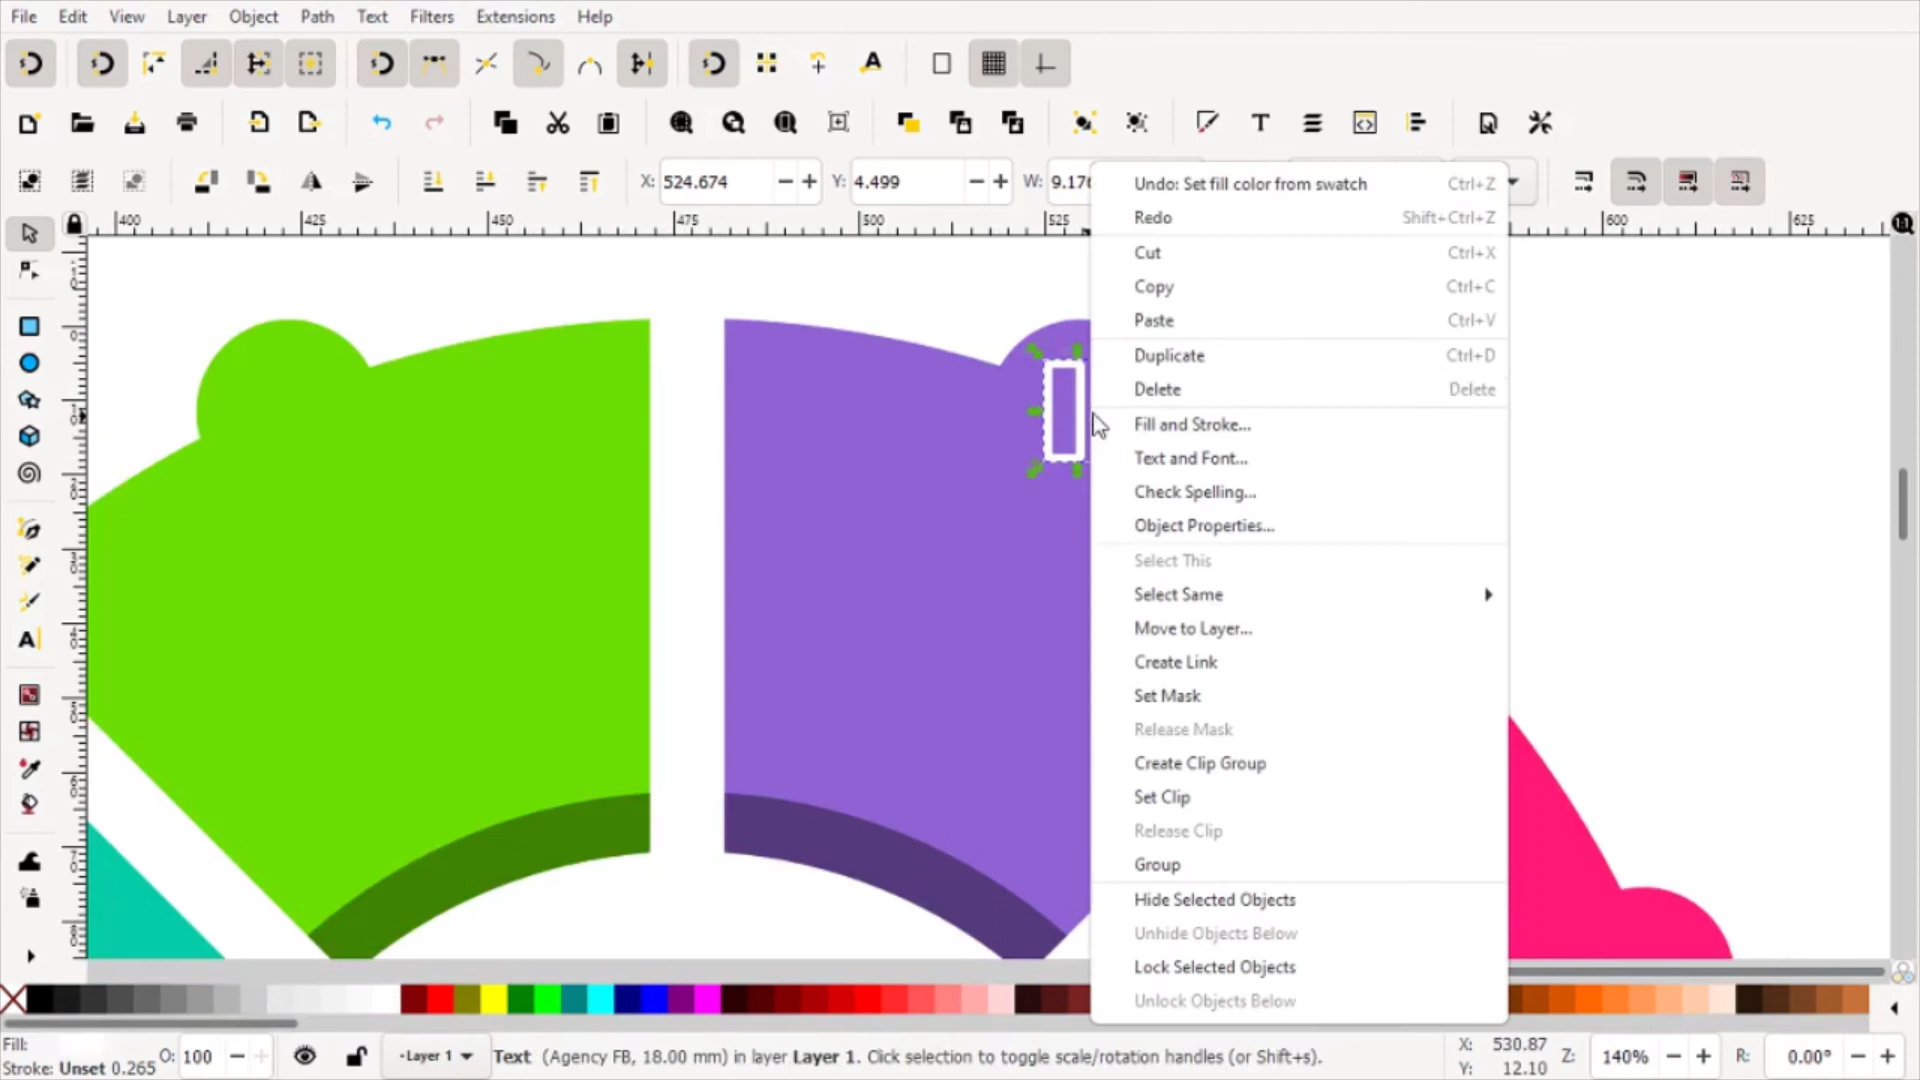 File Edit View Layer Object Path Text Filters Extensions Help
X: 524.674 Y: 4.499 W: 9.176
400 425 450 475 500 525 600 625
Undo: Set fill color from swatch Ctrl+Z
Redo Shift+Ctrl+Z
Cut Ctrl+X
Copy Ctrl+C
Paste Ctrl+V
Duplicate Ctrl+D
Delete Delete
Fill and Stroke...
Text and Font...
Check Spelling...
Object Properties...
Select This
Select Same
Move to Layer...
Create Link
Set Mask
Release Mask
Create Clip Group
Set Clip
Release Clip
Group
Hide Selected Objects
Unhide Objects Below
Lock Selected Objects
Unlock Objects Below
Fill:
Stroke: Unset 0.265 O: 100 -Layer 1 Text (Agency FB, 18.00 mm) in layer Layer 1. Click selection to toggle scale/rotation handles (or Shift+s).
X: 530.87 Z: 140% R: 0.00°
Y: 12.10